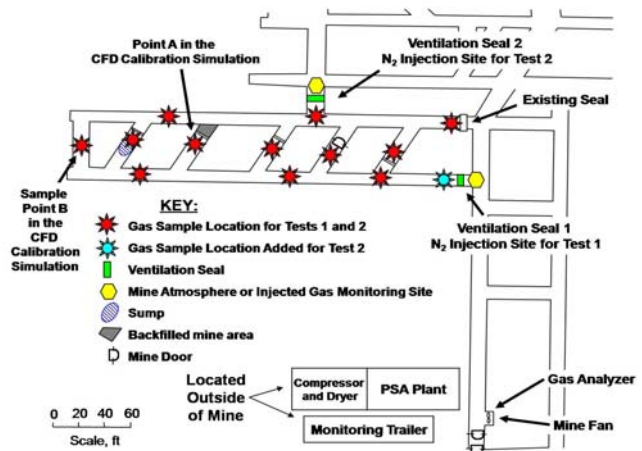 Point A in the
CFD Calibration Simulation
Ventilation Seal 2
N₂ Injection Site for Test 2
Existing Seal
Sample
Point B
in the
CFD
Calibration
Simulation
KEY:
Gas Sample Location for Tests 1 and 2
Gas Sample Location Added for Test 2
Ventilation Seal
Mine Atmosphere or Injected Gas Monitoring Site
Sump
Backfilled mine area
Mine Door
Ventilation Seal 1
N₂ Injection Site for Test 1
Located
Outside
of Mine
Compressor
and Dryer
PSA Plant
Monitoring Trailer
Gas Analyzer
Mine Fan
0 20 40 60
Scale, ft